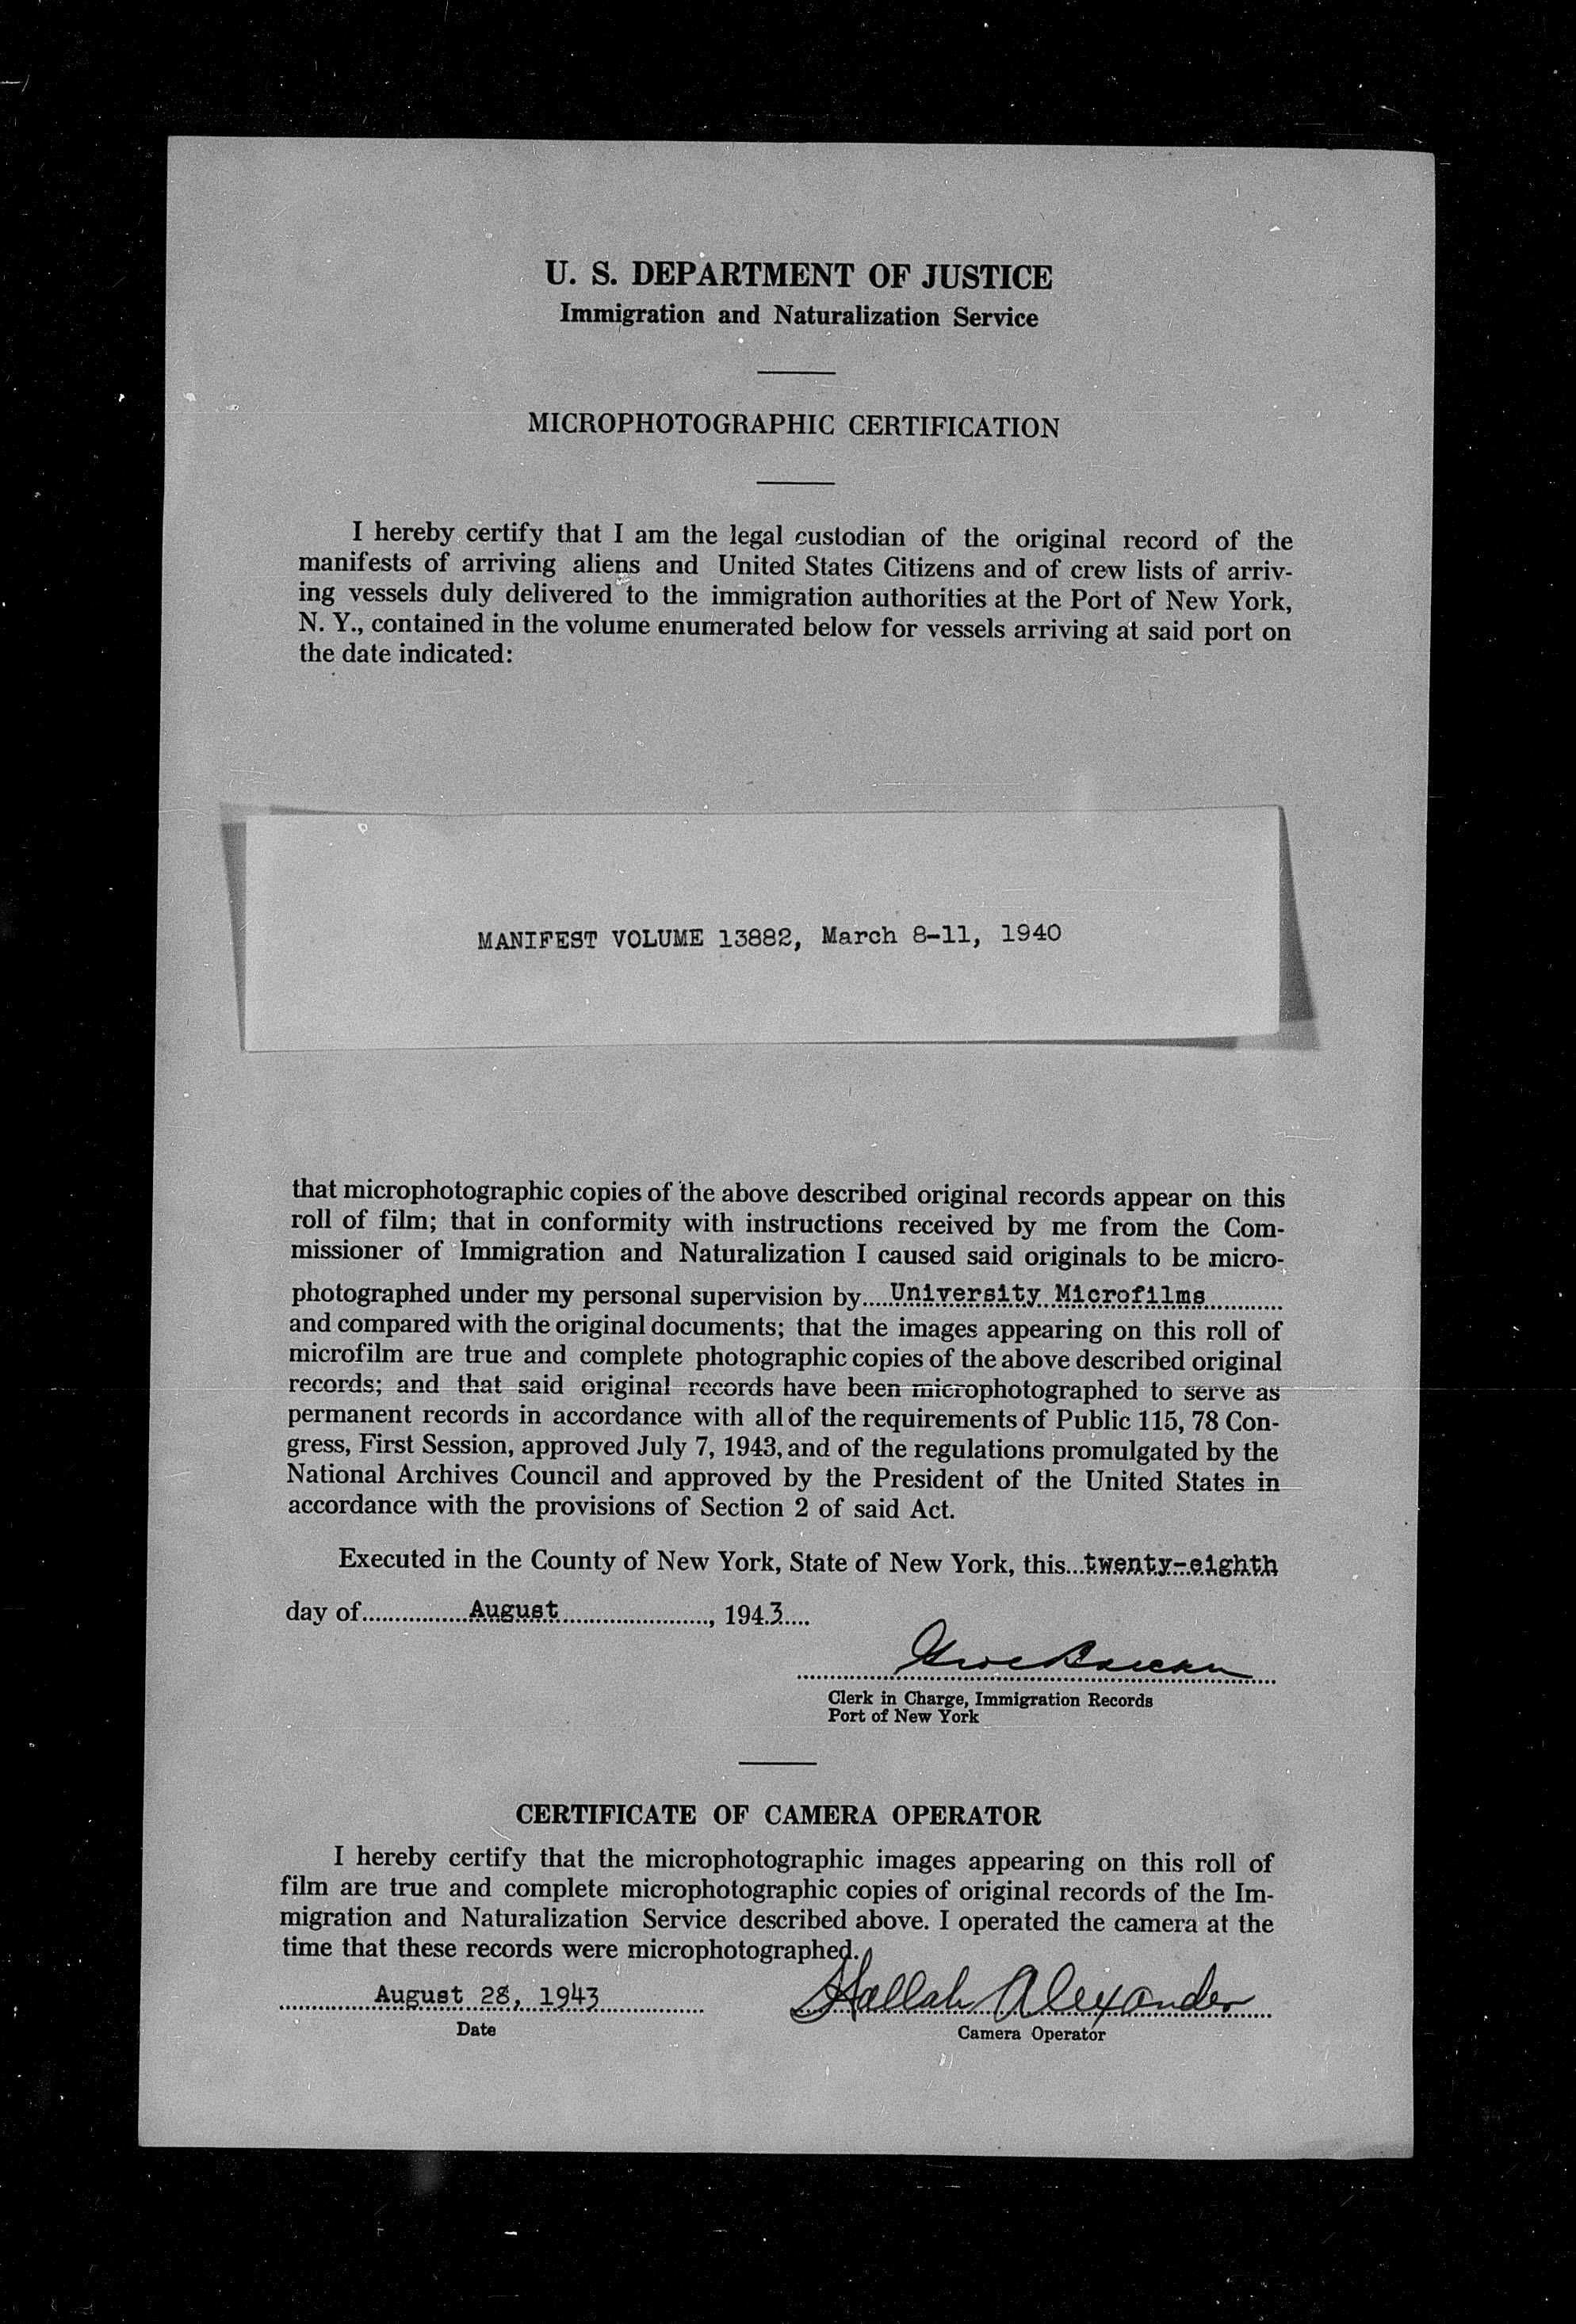 U. S. DEPARTMENT OF JUSTICE
Immigration and Naturalization Service
MICROPHOTOGRAPHIC CERTIFICATION
I hereby certify that I am the legal custodian of the original record of the
manifests of arriving aliens and United States Citizens and of crew lists of arriv-
ing vessels duly delivered to the immigration authorities at the Port of New York,
N. Y., contained in the volume enumerated below for vessels arriving at said port on
the date indicated:
MANIFEST VOLUME 13882, March 8-11, 1940
that microphotographic copies of the above described original records appear on this
roll of film; that in conformity with instructions received by me from the Com-
missioner of Immigration and Naturalization I caused said originals to be micro-
photographed under my personal supervision by.....University Microfilms............
and compared with the original documents; that the images appearing on this roll of
microfilm are true and complete photographic copies of the above described original
records; and that said original records have been microphotographed to serve as
permanent records in accordance with all of the requirements of Public 115, 78 Con-
gress, First Session, approved July 7, 1943, and of the regulations promulgated by the
National Archives Council and approved by the President of the United States in
accordance with the provisions of Section 2 of said Act.
Executed in the County of New York, State of New York, this...twenty-eighth
day of................August......................, 194.3....
Clerk in Charge, Immigration Records
Port of New York
CERTIFICATE OF CAMERA OPERATOR
I hereby certify that the microphotographic images appearing on this roll of
film are true and complete microphotographic copies of original records of the Im-
migration and Naturalization Service described above. I operated the camera at the
time that these records were microphotographed.
August 28, 1943
Hallah Alexander
Date
Camera Operator